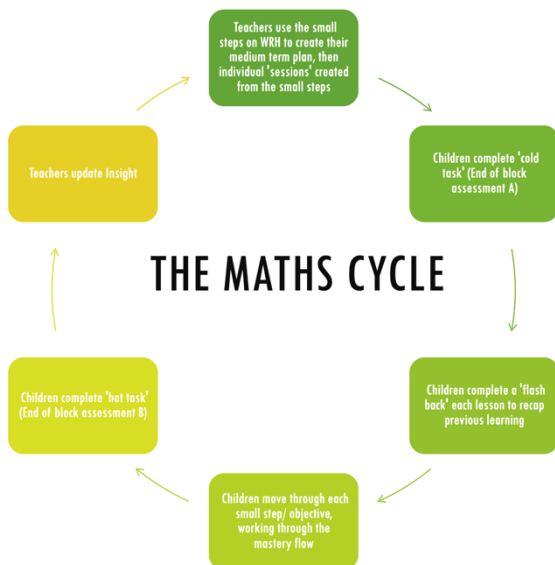 Teachers use the small
steps on WRH to create their
medium term plan, then
individual 'sessions' created
from the small steps
Children complete 'cold
task' (End of block
assessment A)
Children complete a 'flash
back' each lesson to recap
previous learning
Children move through each
small step/ objective,
working through the
mastery flow
Children complete 'hot task'
(End of block assessment B)
Teachers update Insight
THE MATHS CYCLE